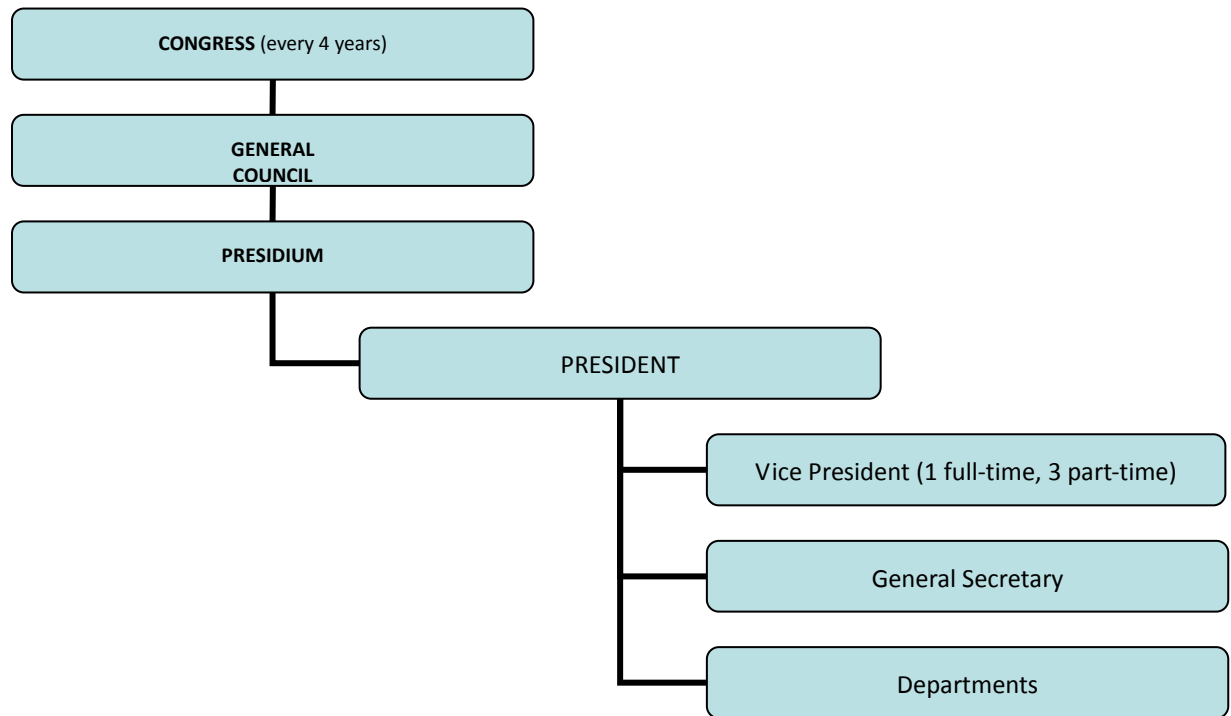 CONGRESS (every 4 years)
GENERAL
COUNCIL
PRESIDIUM
PRESIDENT
Vice President (1 full-time, 3 part-time)
General Secretary
Departments